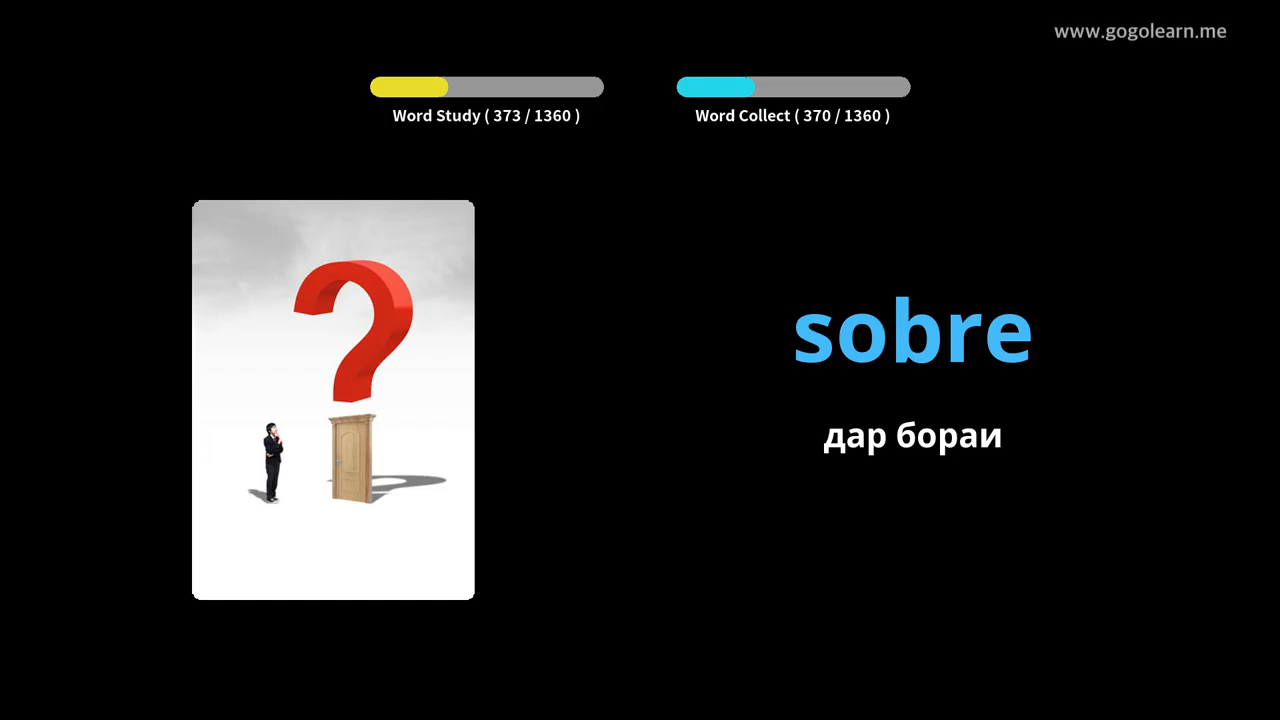 www.gogolearn.me
Word Study ( 373 / 1360 )
Word Collect ( 370 / 1360 )
sobre
дар бораи